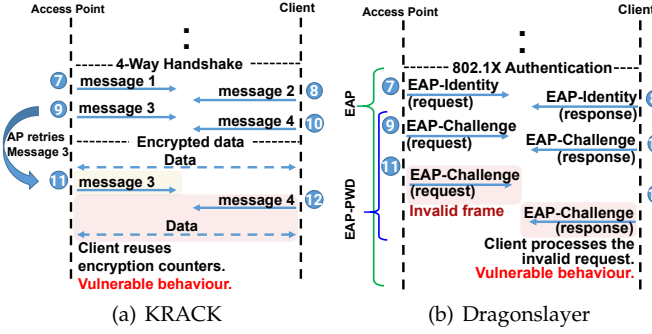 Access Point
Client
4-Way Handshake
7
message 1
message 2
8
9
message 3
message 4
10
AP retries
Message 3
Encrypted data
Data
11
message 3
message 4
12
Data
Client reuses
encryption counters.
Vulnerable behaviour.
(a) KRACK
Access Point
Client
802.1X Authentication
EAP
EAP-PWD
7
EAP-Identity
(request)
EAP-Identity
(response)
9
EAP-Challenge
(request)
EAP-Challenge
(response)
11
EAP-Challenge
(request)
Invalid frame
EAP-Challenge
(response)
Client processes the
invalid request.
Vulnerable behaviour.
(b) Dragonslayer